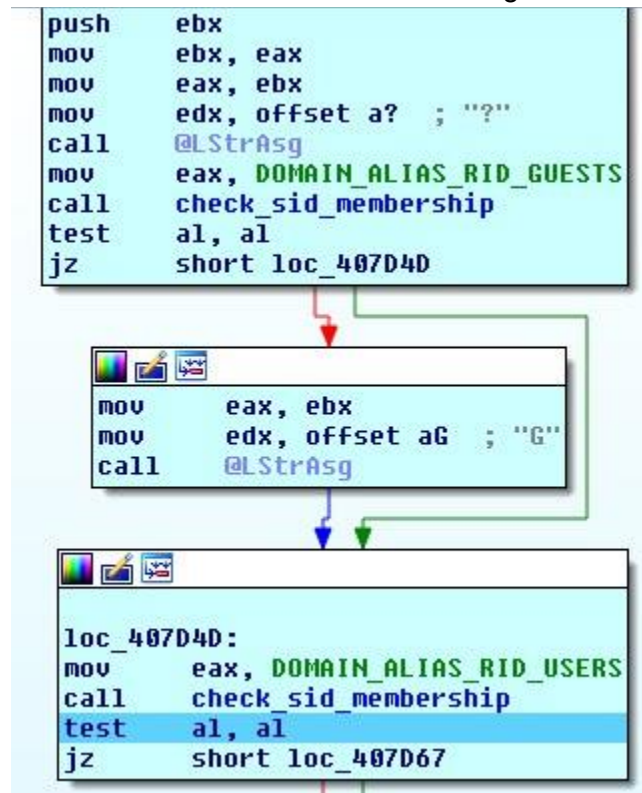 push ebx
mov ebx, eax
mov eax, ebx
mov edx, offset a? ; "?"
call @LStrAsg
mov eax, DOMAIN_ALIAS_RID_GUESTS
call check_sid_membership
test al, al
jz short loc_407D4D
mov eax, ebx
mov edx, offset aG ; "G"
call @LStrAsg
loc_407D4D:
mov eax, DOMAIN_ALIAS_RID_USERS
call check_sid_membership
test al, al
jz short loc_407D67